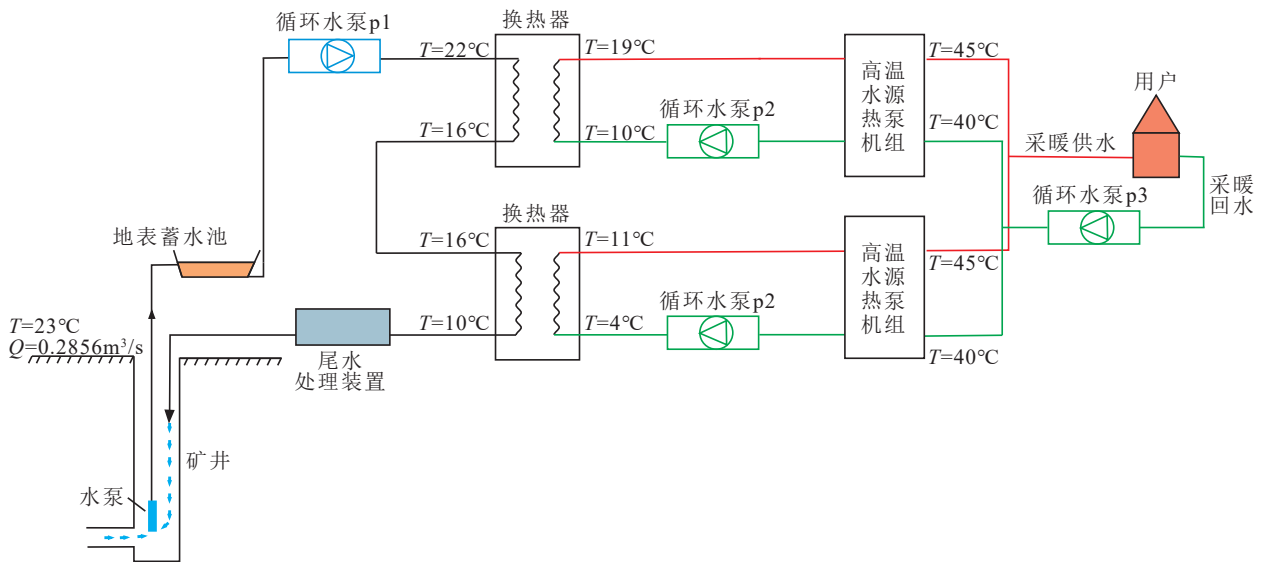 循环水泵p1
换热器
T=22℃
T=19℃
高温
水源
热泵
机组
T=45℃
用户
循环水泵p2
T=16℃
T=10℃
T=40℃
采暖供水
采暖
回水
循环水泵p3
换热器
地表蓄水池
T=16℃
T=11℃
高温
水源
热泵
机组
T=45℃
循环水泵p2
T=23℃
Q=0.2856m³/s
T=10℃
T=4℃
T=40℃
尾水
处理装置
矿井
水泵